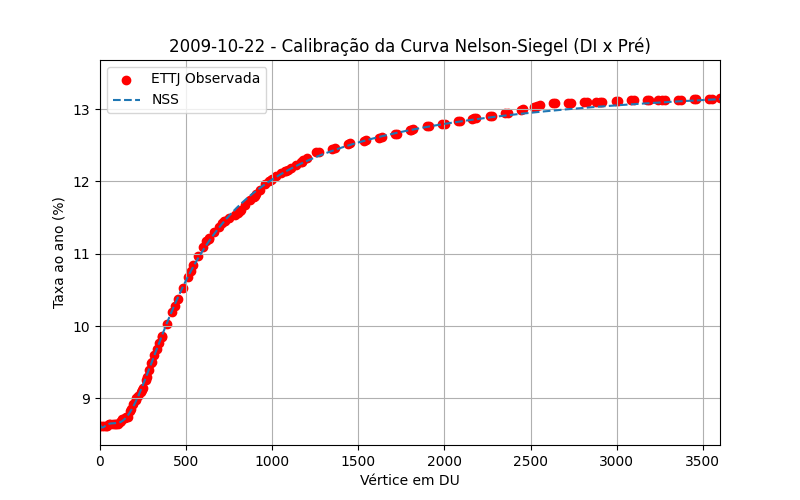 2009-10-22 - Calibração da Curva Nelson-Siegel (DI x Pré)
ETTJ Observada
NSS
Taxa ao ano (%)
13
12
11
10
9
0 500 1000 1500 2000 2500 3000 3500
Vértice em DU